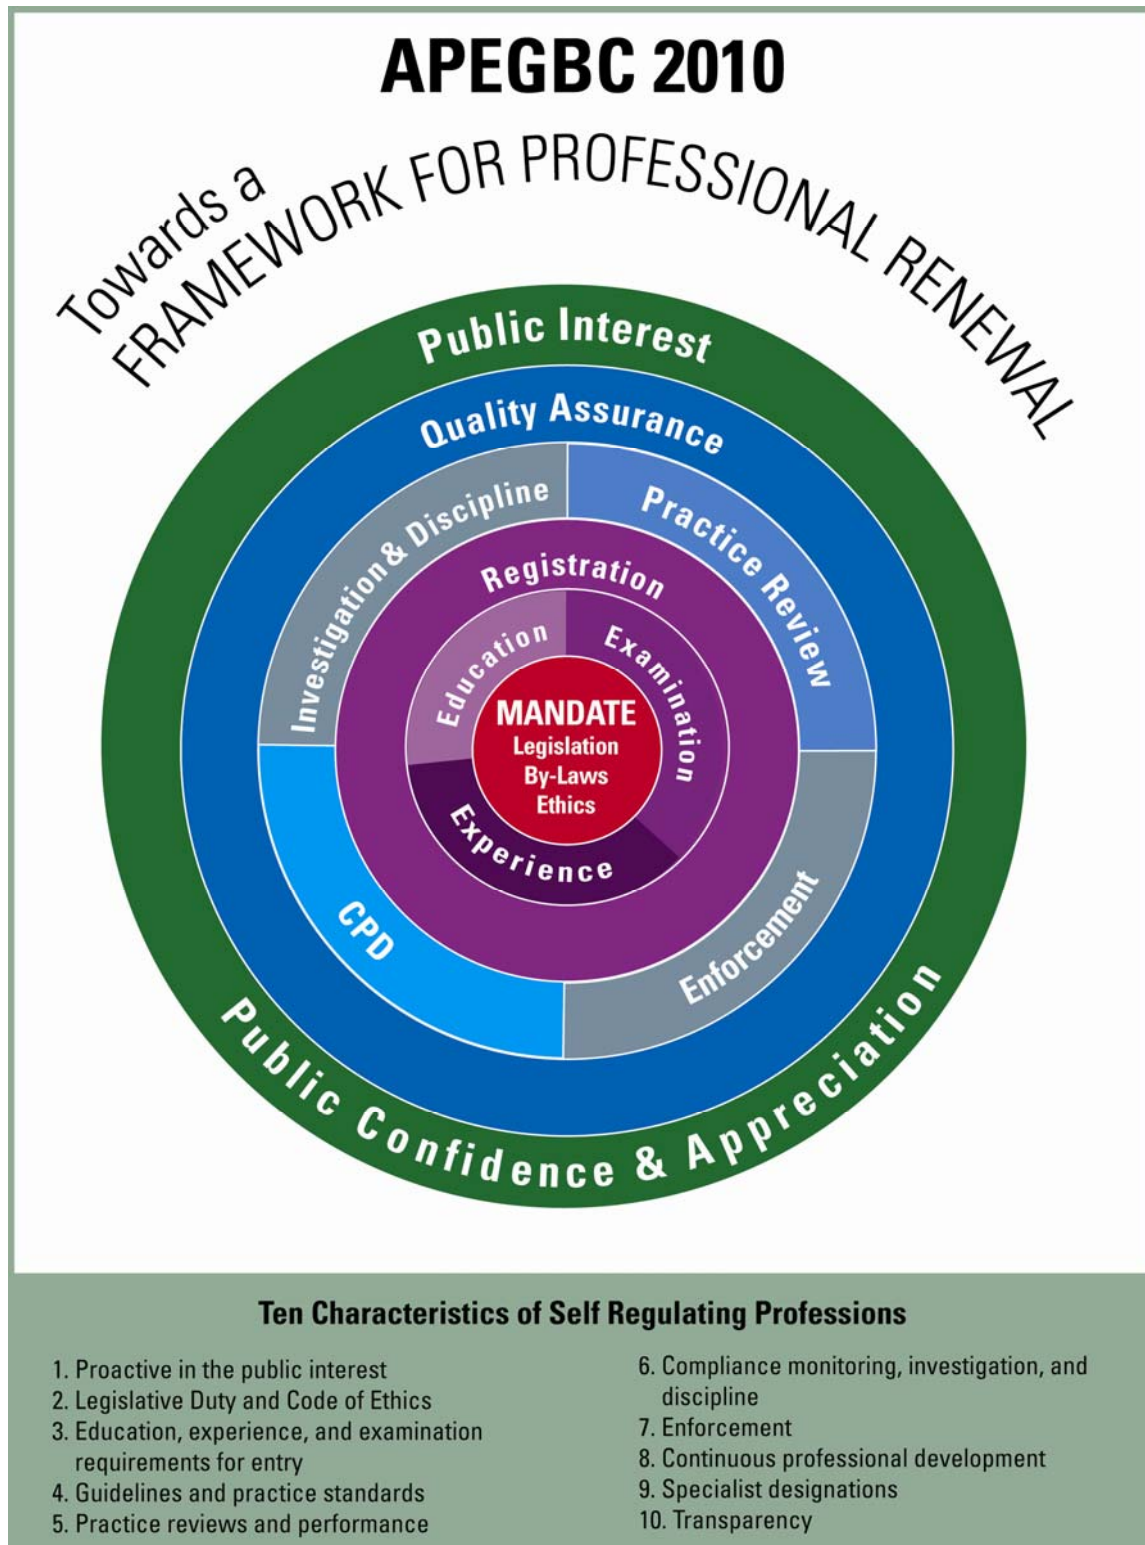 APEGBC 2010
Towards a
FRAMEWORK FOR PROFESSIONAL RENEWAL
Public Interest
Quality Assurance
Investigation & Discipline
Practice Review
Registration
Education
Examination
MANDATE
Legislation
By-Laws
Ethics
Experience
CPD
Enforcement
Public Confidence & Appreciation
Ten Characteristics of Self Regulating Professions
1. Proactive in the public interest
2. Legislative Duty and Code of Ethics
3. Education, experience, and examination
requirements for entry
4. Guidelines and practice standards
5. Practice reviews and performance
6. Compliance monitoring, investigation, and
discipline
7. Enforcement
8. Continuous professional development
9. Specialist designations
10. Transparency